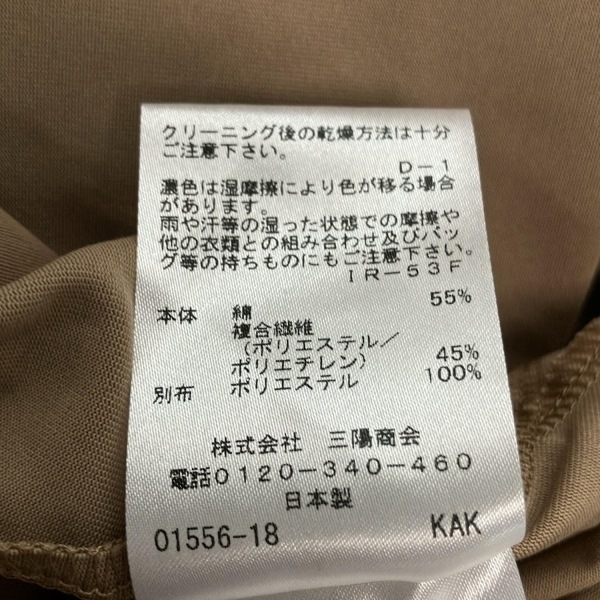 クリーニング後の乾燥方法は十分
ご注意下さい。
D-1
濃色は湿摩擦により色が移る場合
があります。
雨や汗等の湿った状態での摩擦や
他の衣類との組み合わせ及びバッ
グ等の持ちものにもご注意下さい。
IR-53F
本体 綿 55%
複合繊維
(ポリエステル/
ポリエチレン) 45%
別布 ポリエステル 100%
株式会社 三陽商会
電話0120-340-460
日本製
01556-18 KAK